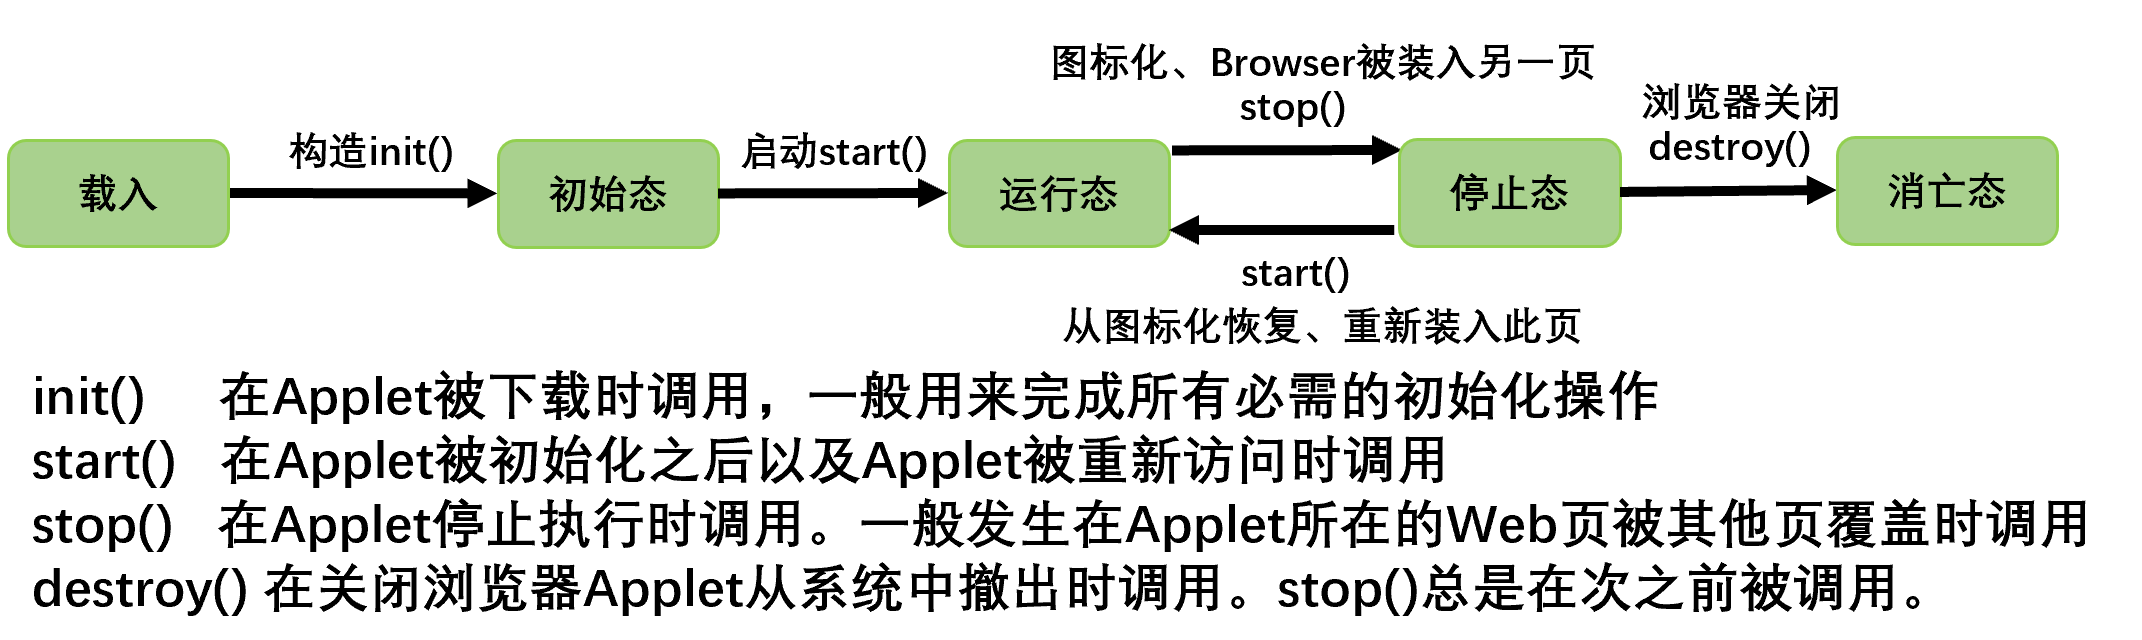 图标化、Browser被装入另一页
stop()
浏览器关闭
destroy()
构造init()
启动start()
载入
初始态
运行态
停止态
消亡态
start()
从图标化恢复、重新装入此页
init() 在Applet被下载时调用，一般用来完成所有必需的初始化操作
start() 在Applet被初始化之后以及Applet被重新访问时调用
stop() 在Applet停止执行时调用。一般发生在Applet所在的Web页被其他页覆盖时调用
destroy() 在关闭浏览器Applet从系统中撤出时调用。stop()总是在次之前被调用。